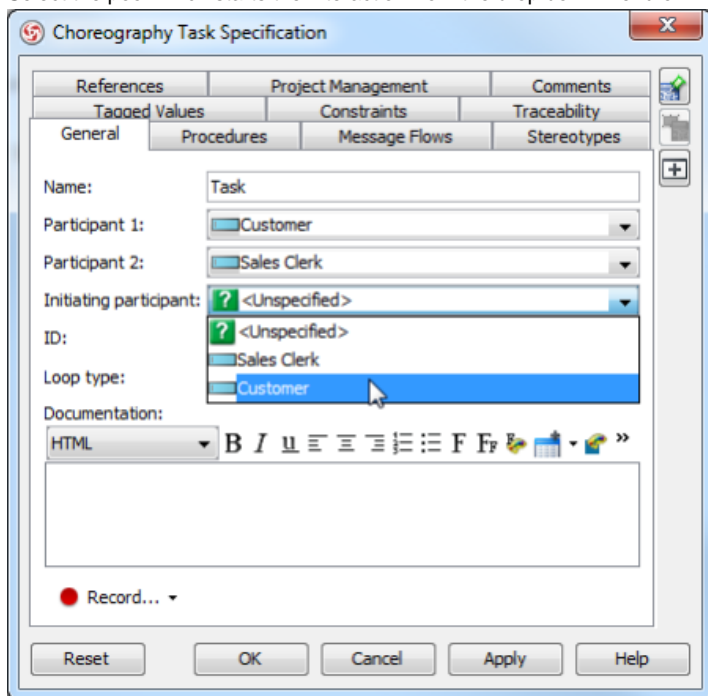 Choreography Task Specification
References Project Management Comments
Tagged Values Constraints Traceability
General Procedures Message Flows Stereotypes
Name: Task
Participant 1: Customer
Participant 2: Sales Clerk
Initiating participant: <Unspecified>
ID: <Unspecified>
Sales Clerk
Loop type: Customer
Documentation:
HTML
Record...
Reset OK Cancel Apply Help